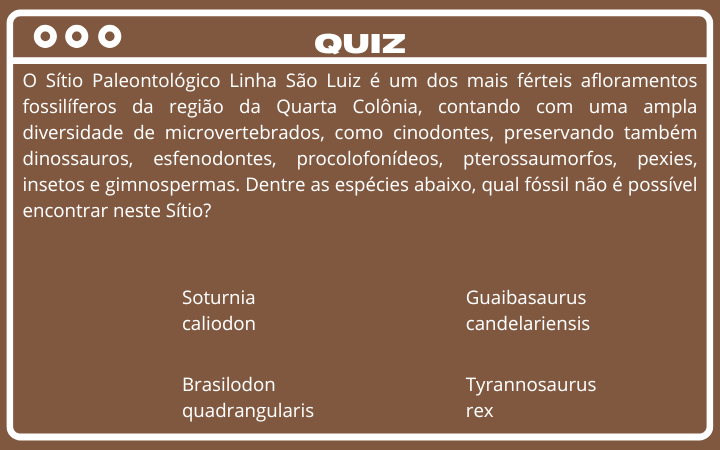 QUIZ
O Sítio Paleontológico Linha São Luiz é um dos mais férteis afloramentos
fossilíferos da região da Quarta Colônia, contando com uma ampla
diversidade de microvertebrados, como cinodontes, preservando também
dinossauros, esfenodontes, procolofonídeos, pterossaumorfos, pexies,
insetos e gimnospermas. Dentre as espécies abaixo, qual fóssil não é possível
encontrar neste Sítio?
Soturnia
caliodon
Guaibasaurus
candelariensis
Brasilodon
quadrangularis
Tyrannosaurus
rex